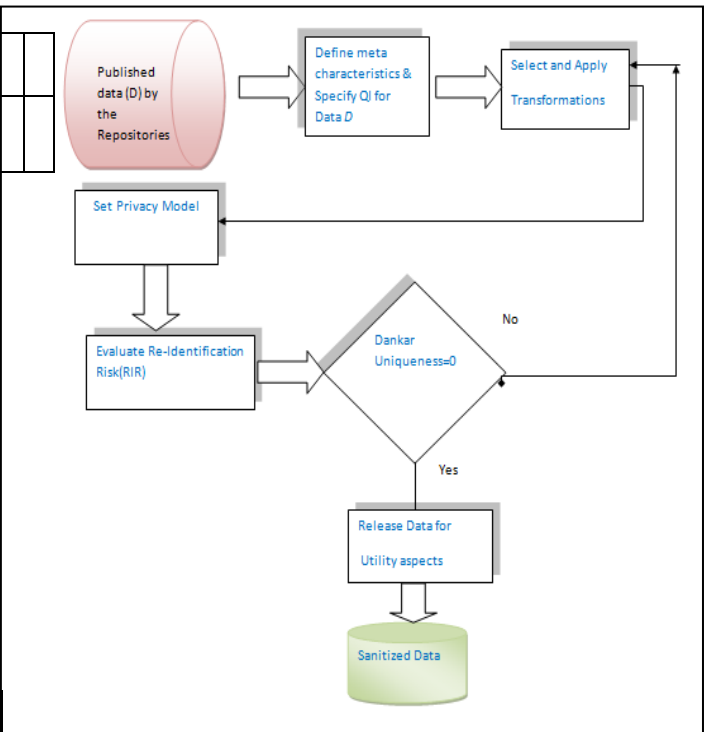 Published
data (D) by
the
Repositories
Define meta
characteristics &
Specify QI for
Data D
Select and Apply
Transformations
Set Privacy Model
Evaluate Re-Identification
Risk(RIR)
Dankar
Uniqueness=0
No
Yes
Release Data for
Utility aspects
Sanitized Data